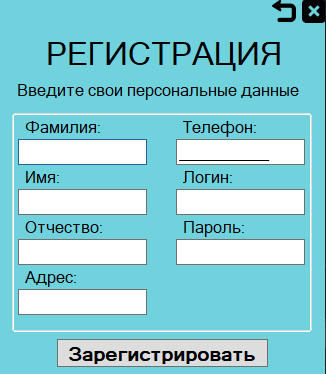 РЕГИСТРАЦИЯ
Введите свои персональные данные
Фамилия:
Телефон:
Имя:
Логин:
Отчество:
Пароль:
Адрес:
Зарегистрировать